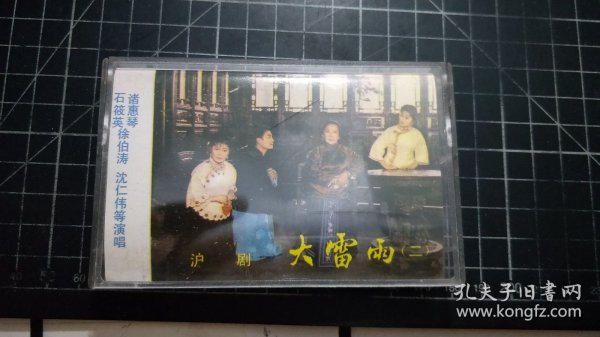 诸惠琴
石筱英 徐伯涛 沈仁伟等演唱
沪剧 大雷雨(二)
孔夫子旧書网
www.kongfz.com